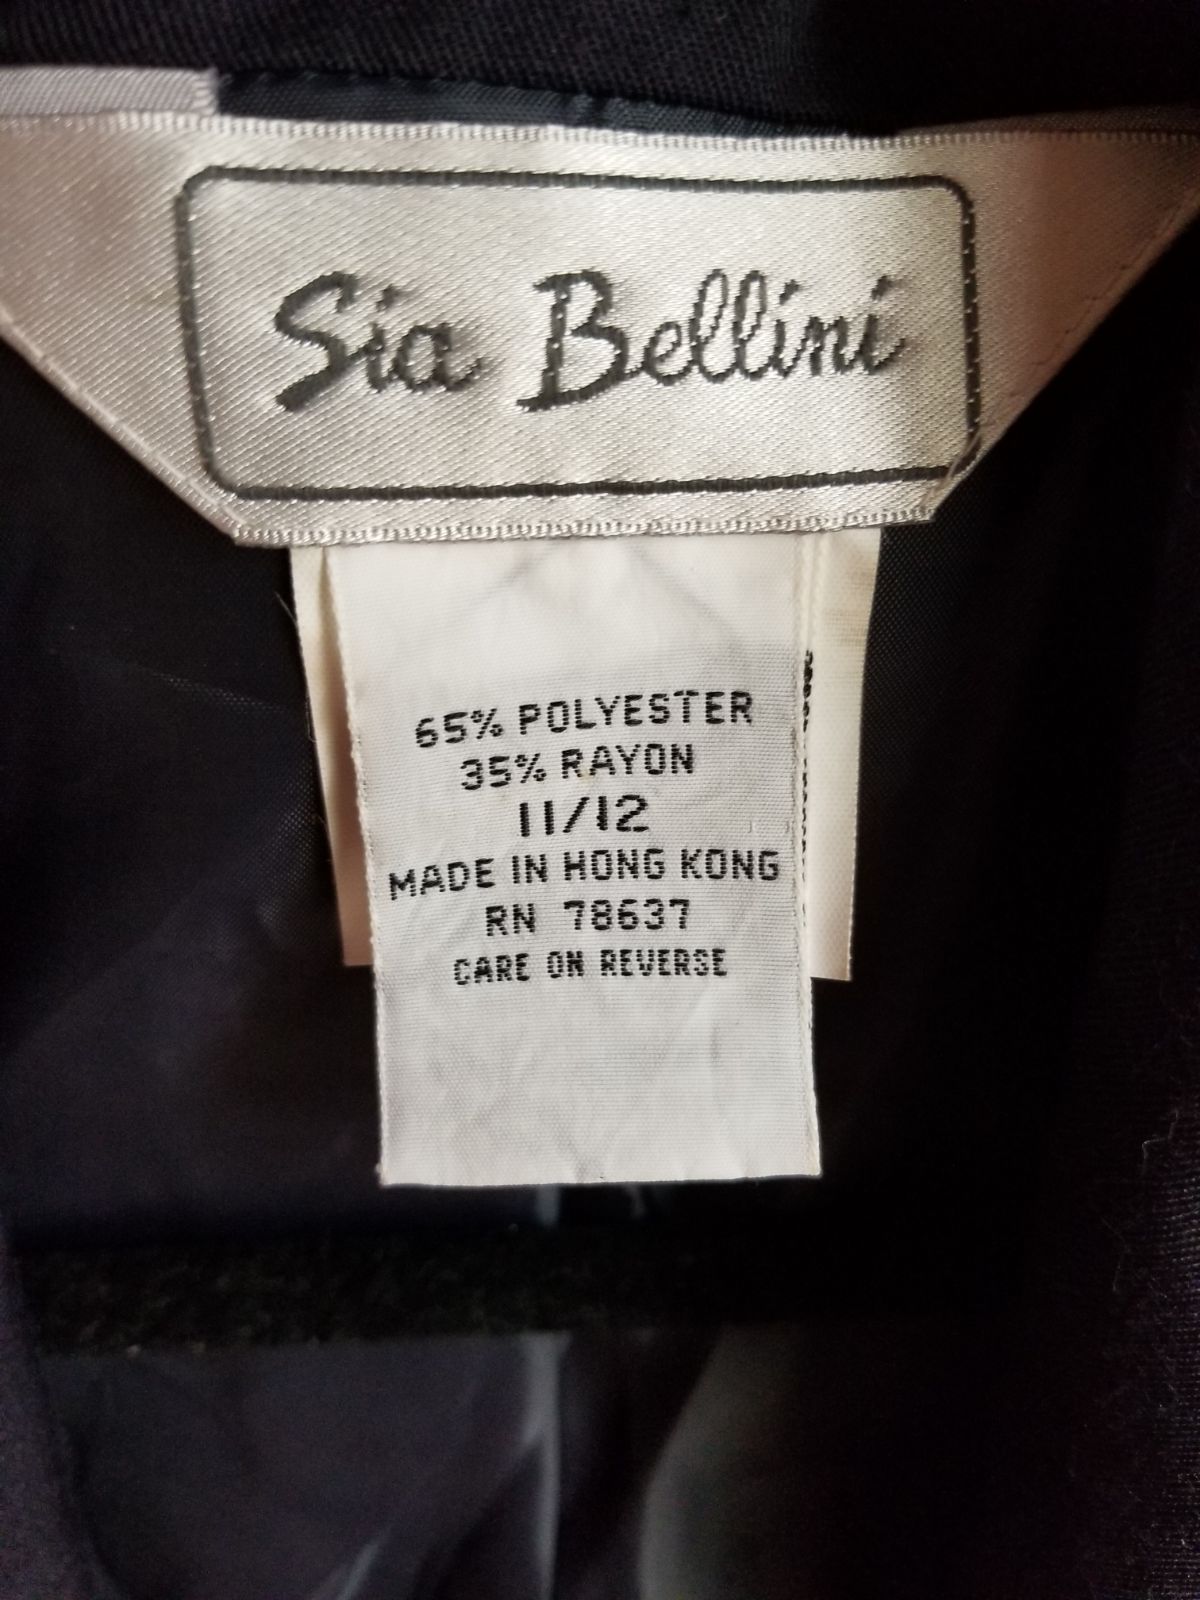 Sia Bellini
65% POLYESTER
35% RAYON
11/12
MADE IN HONG KONG
RN 78637
CARE ON REVERSE